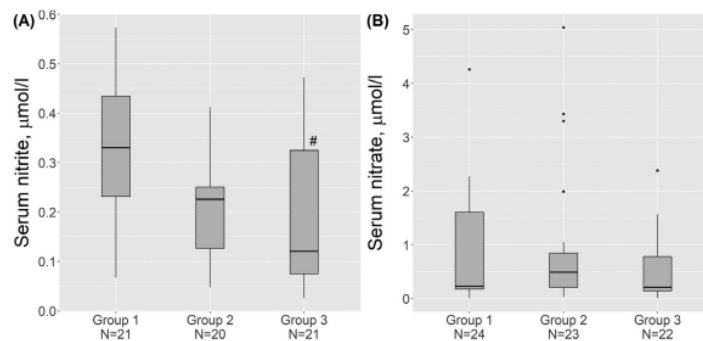 (A)
Serum nitrite, μmol/l
0.6
0.5
0.4
0.3
0.2
0.1
0.0
#
Group 1
N=21
Group 2
N=20
Group 3
N=21
(B)
Serum nitrate, μmol/l
5
4
3
2
1
0
Group 1
N=24
Group 2
N=23
Group 3
N=22